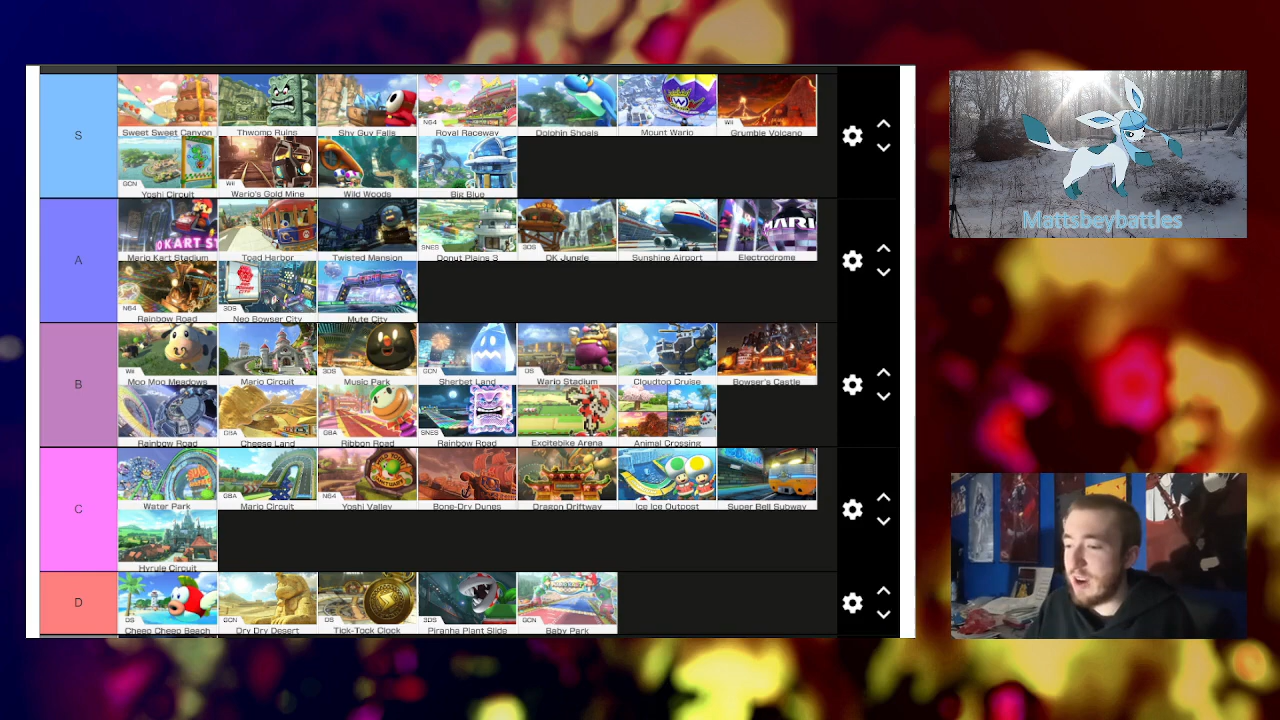 S
Sweet Sweet Canyon
Thwomp Ruins
Shy Guy Falls
N64
Royal Raceway
Dolphin Shoals
Mount Wario
Wii
Grumble Volcano
GCN
Yoshi Circuit
Wii
Wario's Gold Mine
Wild Woods
Big Blue
A
OKART ST
Mario Kart Stadium
Toad Harbor
Twisted Mansion
SNES
Donut Plains 3
3DS
DK Jungle
Sunshine Airport
MARI
Electrodrome
N64
Rainbow Road
3DS
Neo Bowser City
Mute City
B
Wii
Moo Moo Meadows
Mario Circuit
3DS
Music Park
GCN
Sherbet Land
DS
Wario Stadium
Cloudtop Cruise
Bowser's Castle
Rainbow Road
GBA
Cheese Land
GBA
Ribbon Road
SNES
Rainbow Road
Excitebike Arena
Animal Crossing
C
Water Park
GBA
Mario Circuit
N64
Yoshi Valley
Bone-Dry Dunes
Dragon Driftway
Ice Ice Outpost
Super Bell Subway
Hyrule Circuit
D
DS
Cheep Cheep Beach
GCN
Dry Dry Desert
DS
Tick-Tock Clock
3DS
Piranha Plant Slide
GCN
Baby Park
Mattsbeybattles